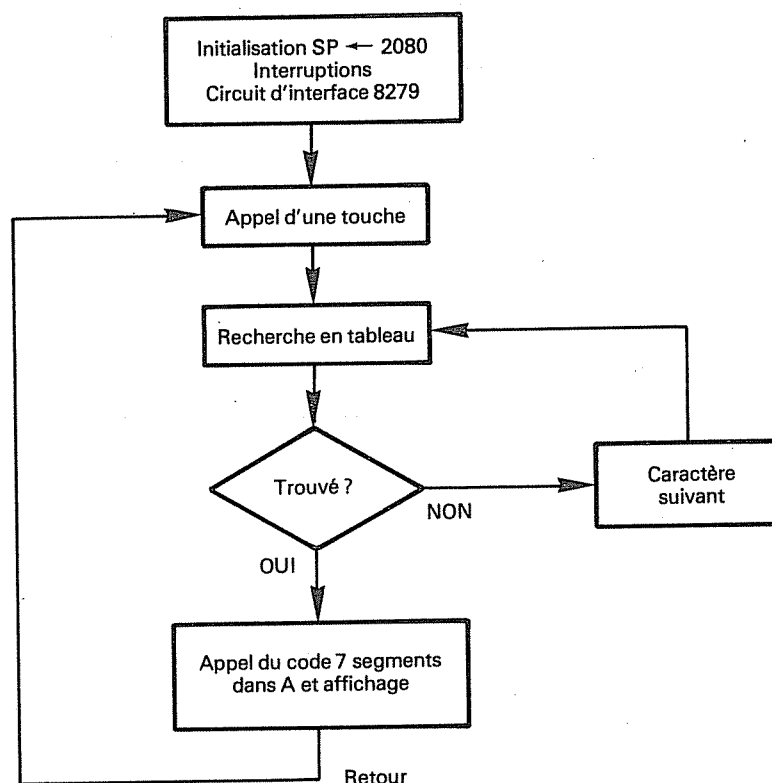 Initialisation SP ← 2080
Interruptions
Circuit d'interface 8279
Appel d'une touche
Recherche en tableau
Trouvé ?
NON
Caractère
suivant
OUI
Appel du code 7 segments
dans A et affichage
Retour